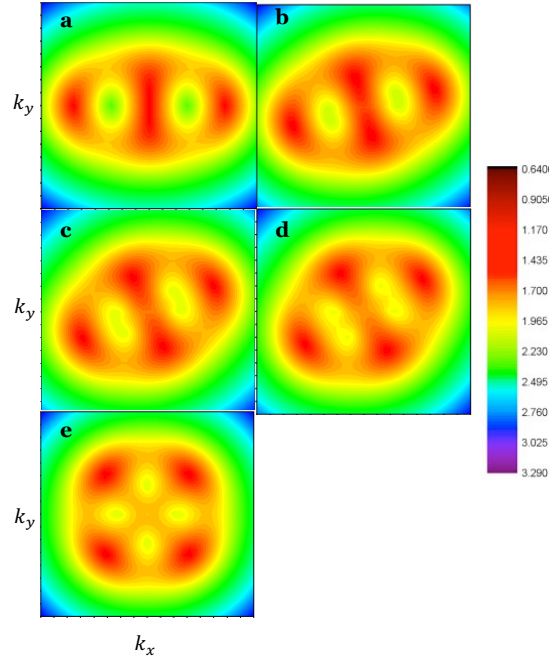 a
b
k_y
c
d
k_y
e
k_y
k_x
0.6400
0.9050
1.170
1.435
1.700
1.965
2.230
2.495
2.760
3.025
3.290